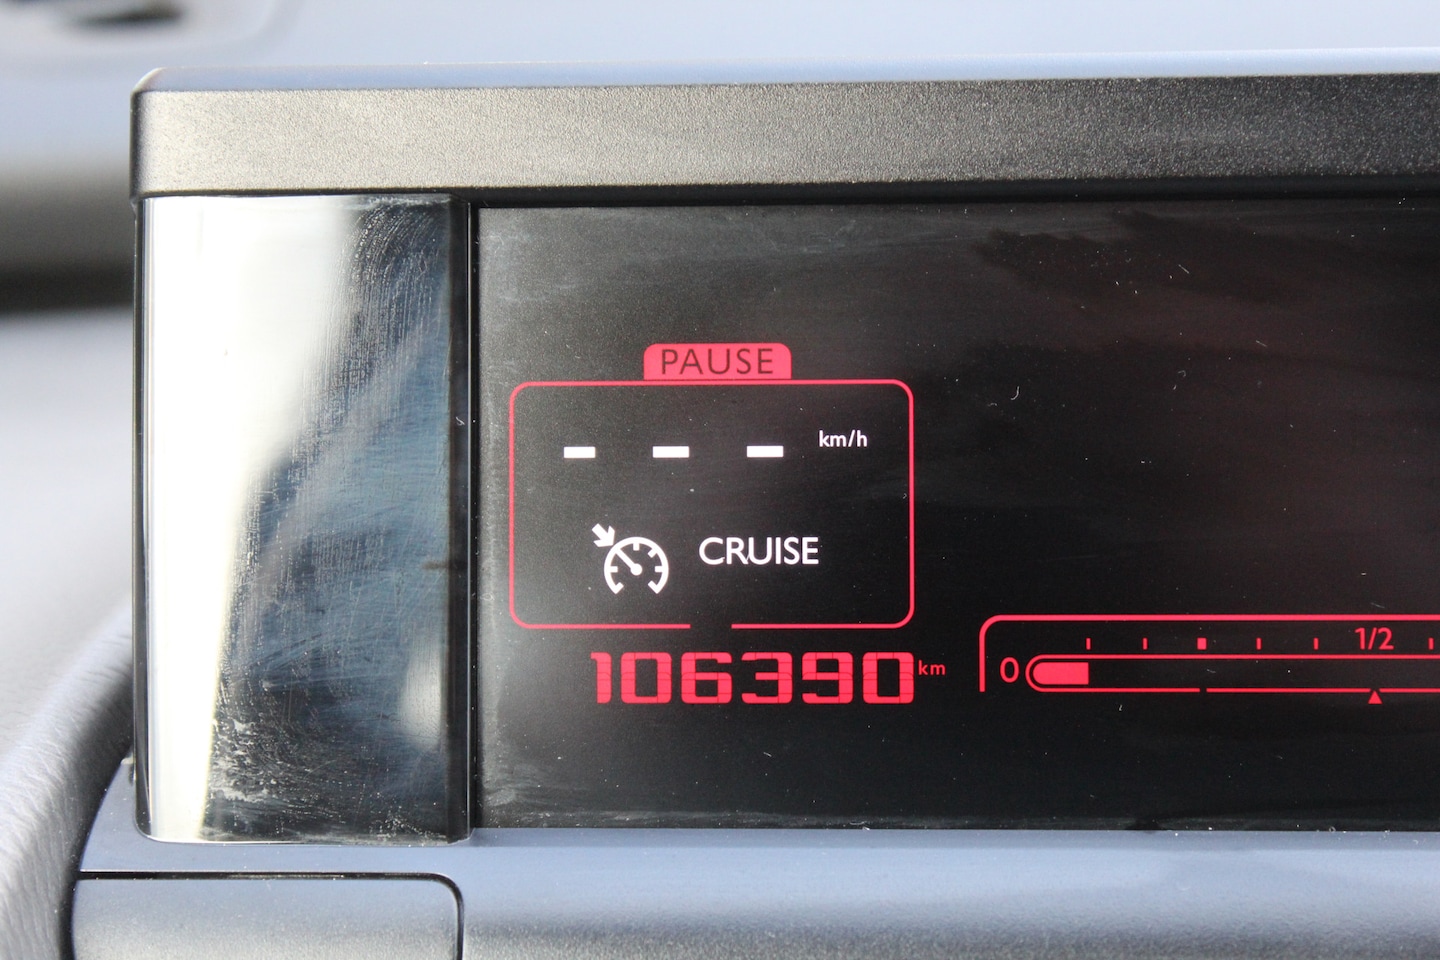 PAUSE
- - - km/h
CRUISE
106390 km
0 1/2